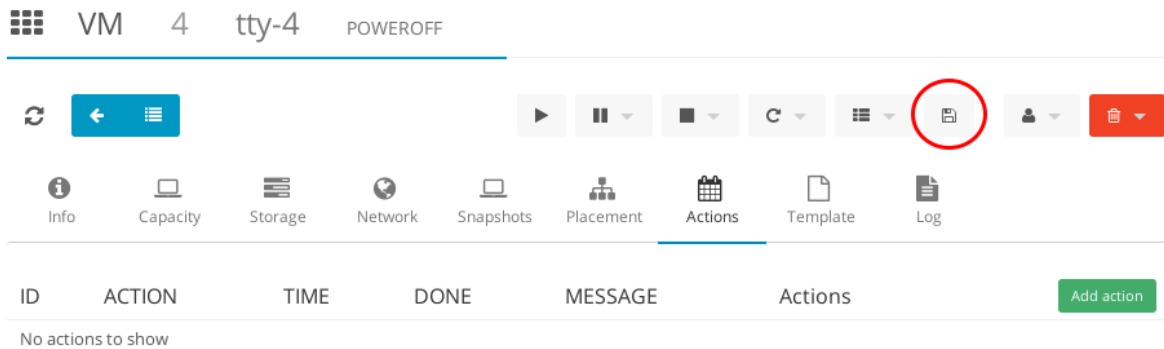 VM 4 tty-4 POWEROFF
Info Capacity Storage Network Snapshots Placement Actions Template Log
ID ACTION TIME DONE MESSAGE Actions Add action
No actions to show